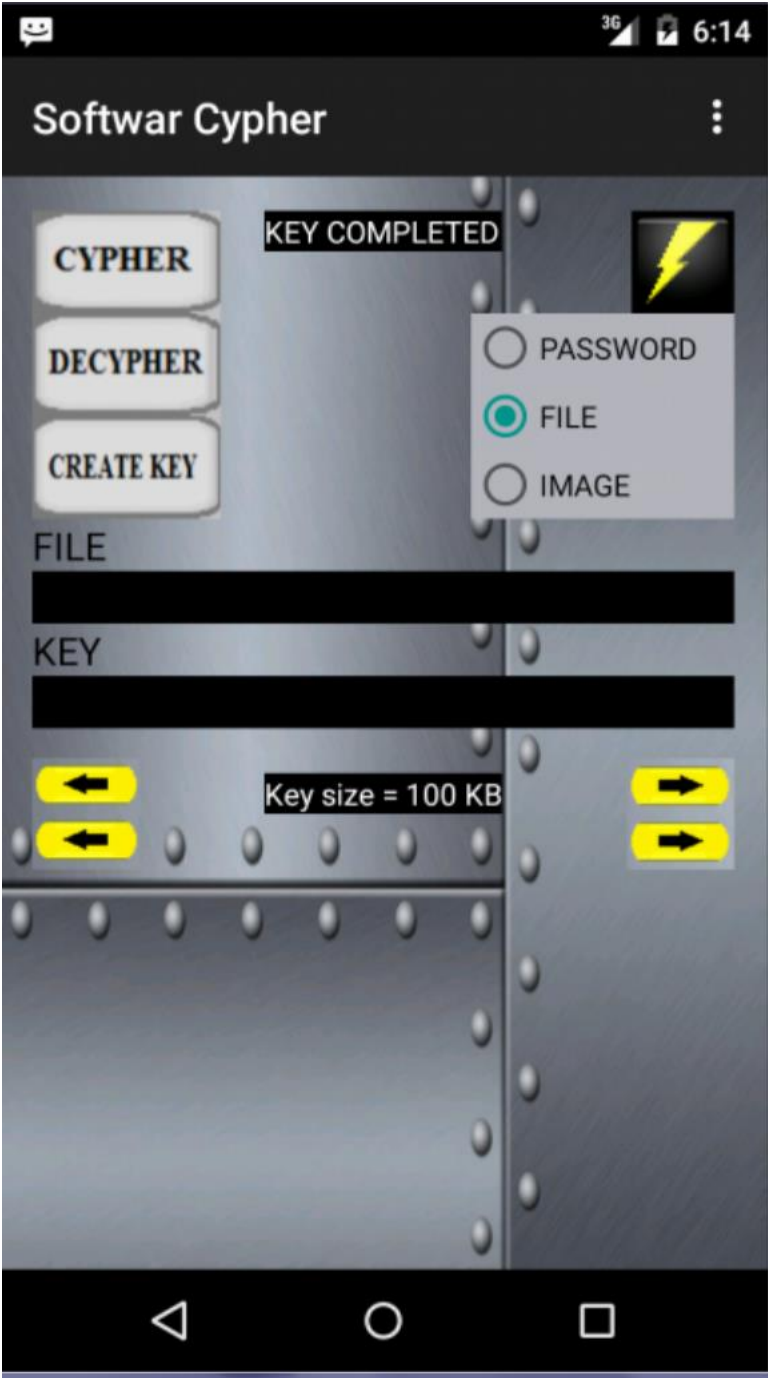 3G 6:14
Softwar Cypher
CYPHER
KEY COMPLETED
DECYPHER
PASSWORD
FILE
CREATE KEY
IMAGE
FILE
KEY
Key size = 100 KB